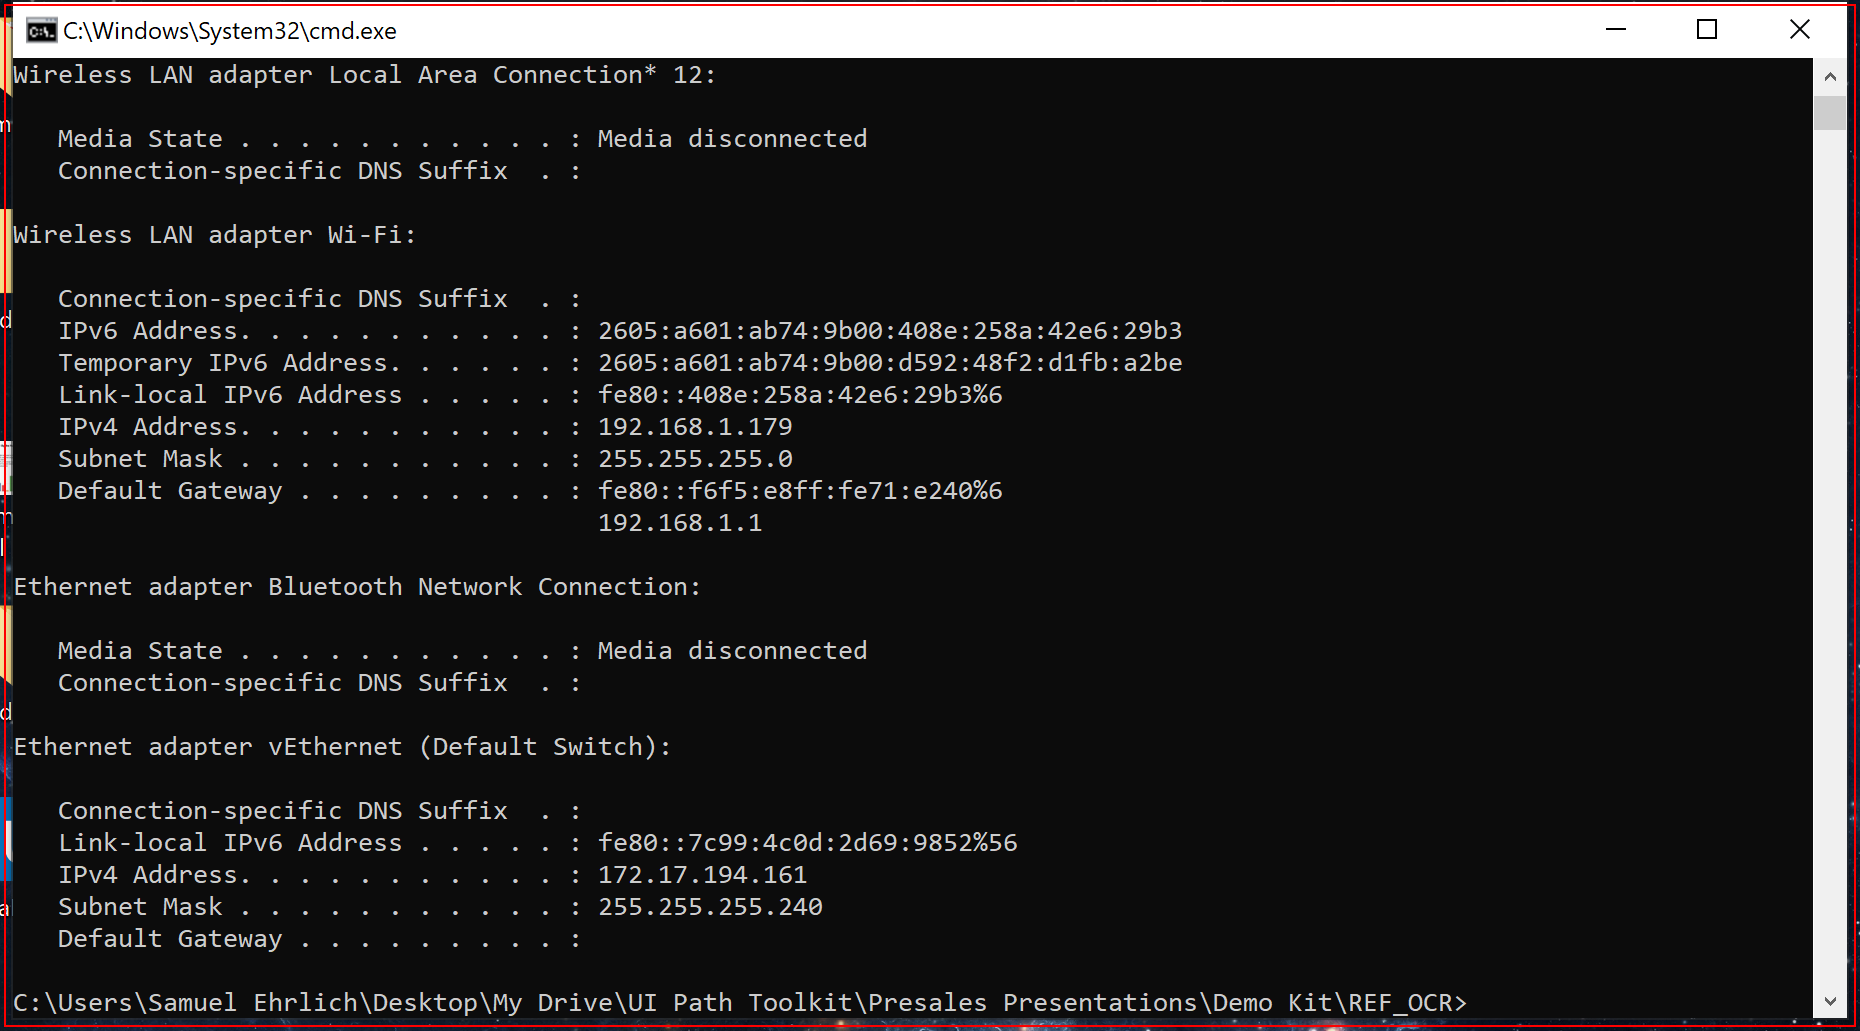 C:\Windows\System32\cmd.exe
Wireless LAN adapter Local Area Connection* 12:
Media State . . . . . . . . . . . : Media disconnected
Connection-specific DNS Suffix  . :
Wireless LAN adapter Wi-Fi:
Connection-specific DNS Suffix  . :
IPv6 Address. . . . . . . . . . . : 2605:a601:ab74:9b00:408e:258a:42e6:29b3
Temporary IPv6 Address. . . . . . : 2605:a601:ab74:9b00:d592:48f2:d1fb:a2be
Link-local IPv6 Address . . . . . : fe80::408e:258a:42e6:29b3%6
IPv4 Address. . . . . . . . . . . : 192.168.1.179
Subnet Mask . . . . . . . . . . . : 255.255.255.0
Default Gateway . . . . . . . . . : fe80::f6f5:e8ff:fe71:e240%6
192.168.1.1
Ethernet adapter Bluetooth Network Connection:
Media State . . . . . . . . . . . : Media disconnected
Connection-specific DNS Suffix  . :
Ethernet adapter vEthernet (Default Switch):
Connection-specific DNS Suffix  . :
Link-local IPv6 Address . . . . . : fe80::7c99:4c0d:2d69:9852%56
IPv4 Address. . . . . . . . . . . : 172.17.194.161
Subnet Mask . . . . . . . . . . . : 255.255.255.240
Default Gateway . . . . . . . . . :
C:\Users\Samuel Ehrlich\Desktop\My Drive\UI Path Toolkit\Presales Presentations\Demo Kit\REF_OCR>